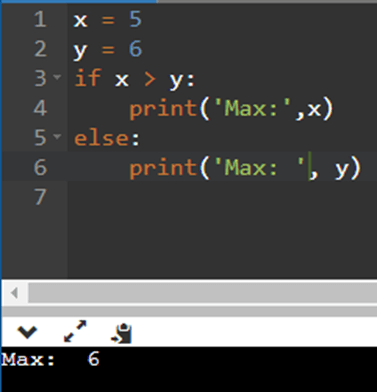 1 x = 5
2 y = 6
3 if x > y:
4     print('Max:',x)
5 else:
6     print('Max: ', y)
7
Max:  6